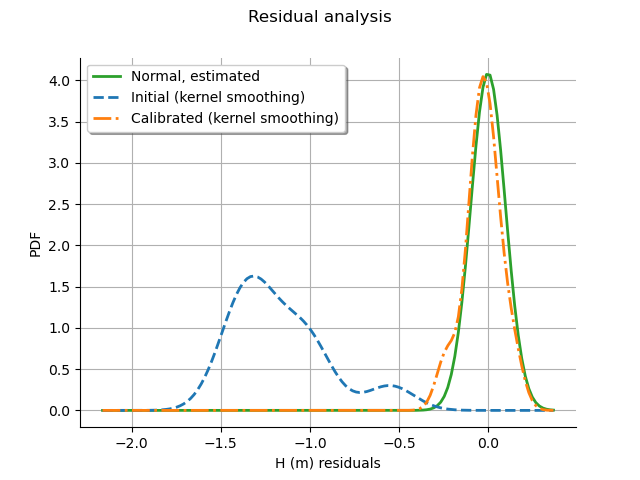 Residual analysis
Normal, estimated
Initial (kernel smoothing)
Calibrated (kernel smoothing)
PDF
4.0
3.5
3.0
2.5
2.0
1.5
1.0
0.5
0.0
−2.0 −1.5 −1.0 −0.5 0.0
H (m) residuals